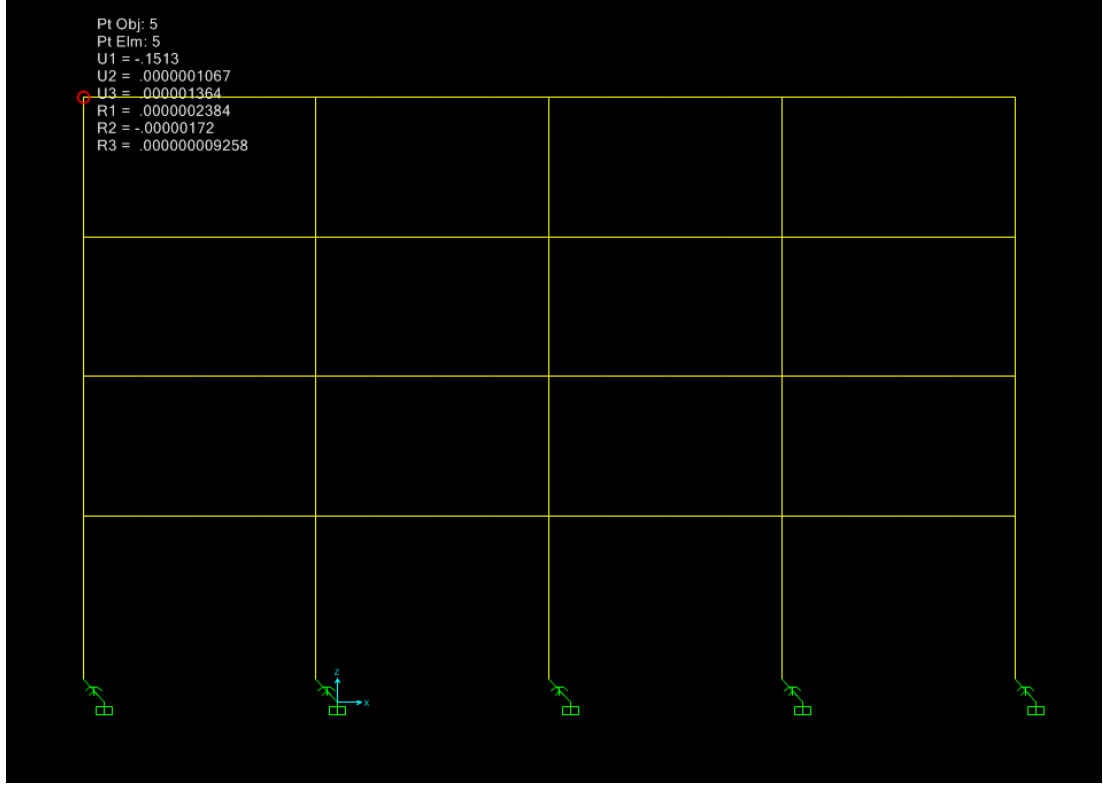 Pt Obj: 5
Pt Elm: 5
U1 = -.1513
U2 = .0000001067
U3 = .000001364
R1 = .0000002384
R2 = -.00000172
R3 = .000000009258
Z
X